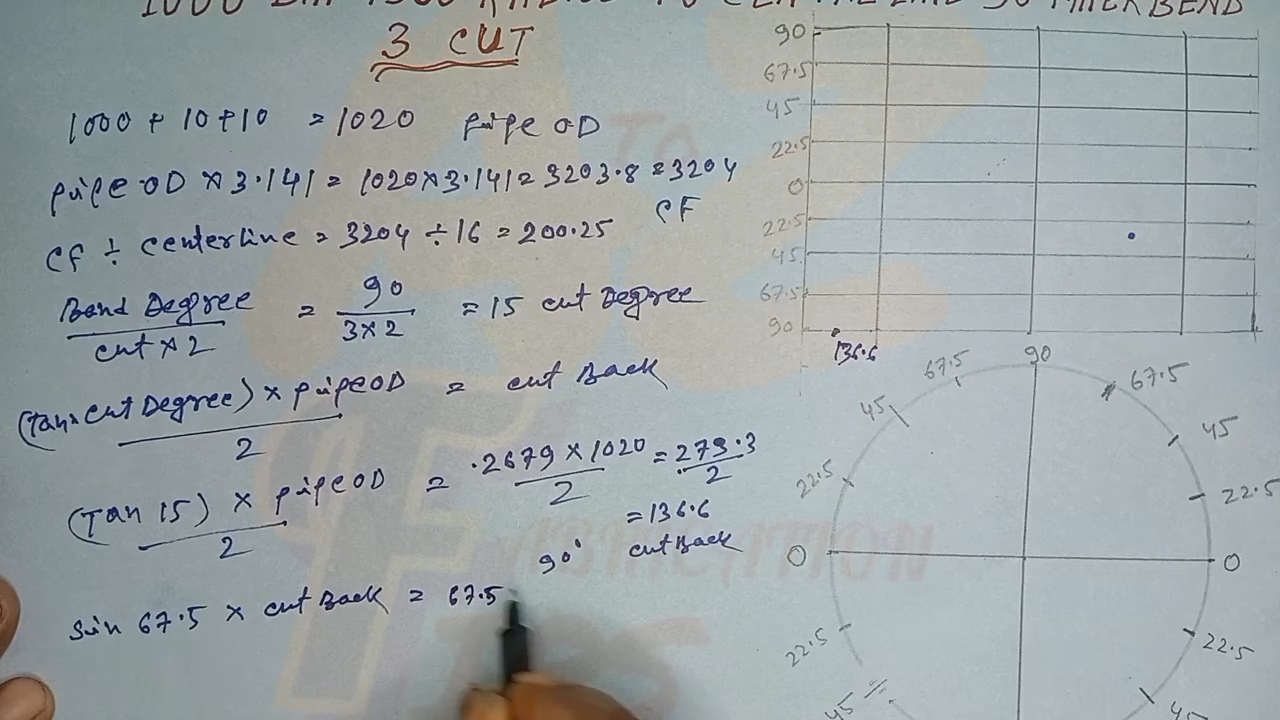 3 CUT
1000 + 10 + 10 = 1020 pipe OD
pipe OD × 3.141 = 1020 × 3.141 = 3203.8 = 3204
CF
CF ÷ centerline = 3204 ÷ 16 = 200.25
Band Degree = 90 = 15 cut Degree
cut × 2 3×2
(Tan× Cut Degree) × pipe OD = cut Back
2
(Tan 15) × pipe OD = .2679 × 1020 = 273.3
2 2 2
= 136.6
90° cut Back
Sin 67.5 × cut Back = 67.5
90
67.5
45
22.5
0
22.5
45
67.5
90
136.6
90
67.5 67.5
45 45
22.5 22.5
0 0
22.5 22.5
45 45